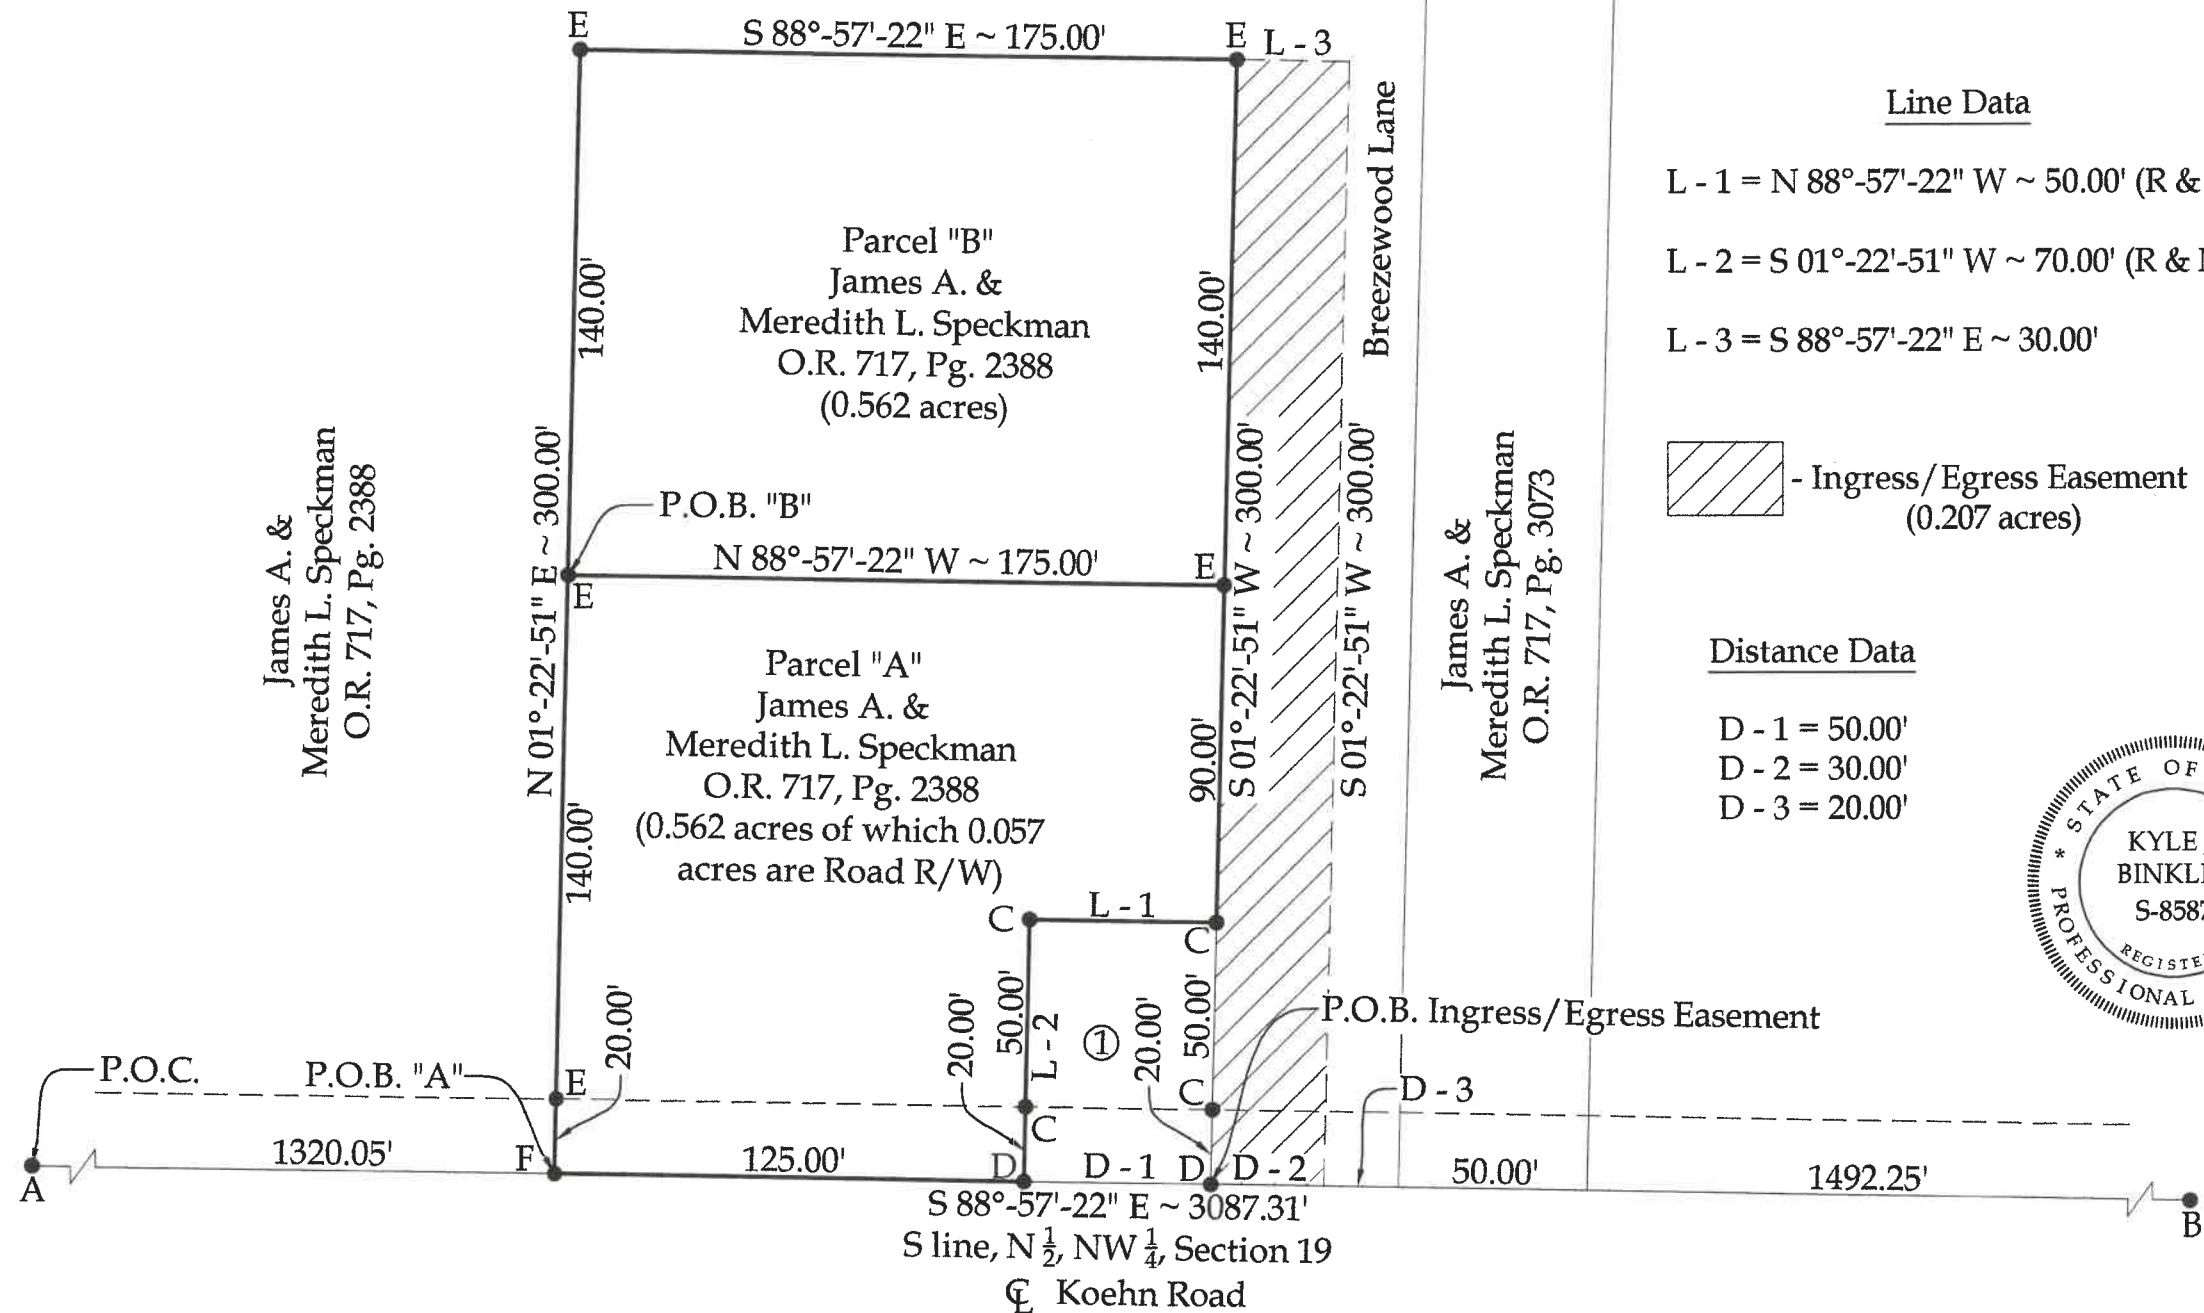 E
S 88°-57'-22" E ~ 175.00'
E
L - 3
Line Data
L - 1 = N 88°-57'-22" W ~ 50.00' (R &
L - 2 = S 01°-22'-51" W ~ 70.00' (R &
L - 3 = S 88°-57'-22" E ~ 30.00'
Breezewood Lane
140.00'
Parcel "B"
James A. &
Meredith L. Speckman
O.R. 717, Pg. 2388
(0.562 acres)
140.00'
- Ingress/Egress Easement
(0.207 acres)
James A. &
Meredith L. Speckman
O.R. 717, Pg. 2388
N 01°-22'-51" E ~ 300.00'
P.O.B. "B"
N 88°-57'-22" W ~ 175.00'
E
E
S 01°-22'-51" W ~ 300.00'
S 01°-22'-51" W ~ 300.00'
James A. &
Meredith L. Speckman
O.R. 717, Pg. 3073
Parcel "A"
James A. &
Meredith L. Speckman
O.R. 717, Pg. 2388
(0.562 acres of which 0.057
acres are Road R/W)
140.00'
90.00'
Distance Data
D - 1 = 50.00'
D - 2 = 30.00'
D - 3 = 20.00'
* STATE OF
KYLE
S-858
PROFESSIONAL
C
L - 1
C
20.00'
20.00'
50.00'
L - 2
1
20.00'
50.00'
P.O.B. Ingress/Egress Easement
P.O.C.
P.O.B. "A"
E
C
C
D - 3
A
1320.05'
F
125.00'
D
D - 1
D
D - 2
50.00'
1492.25'
B
S 88°-57'-22" E ~ 3087.31'
S line, N 1/2, NW 1/4, Section 19
℄ Koehn Road